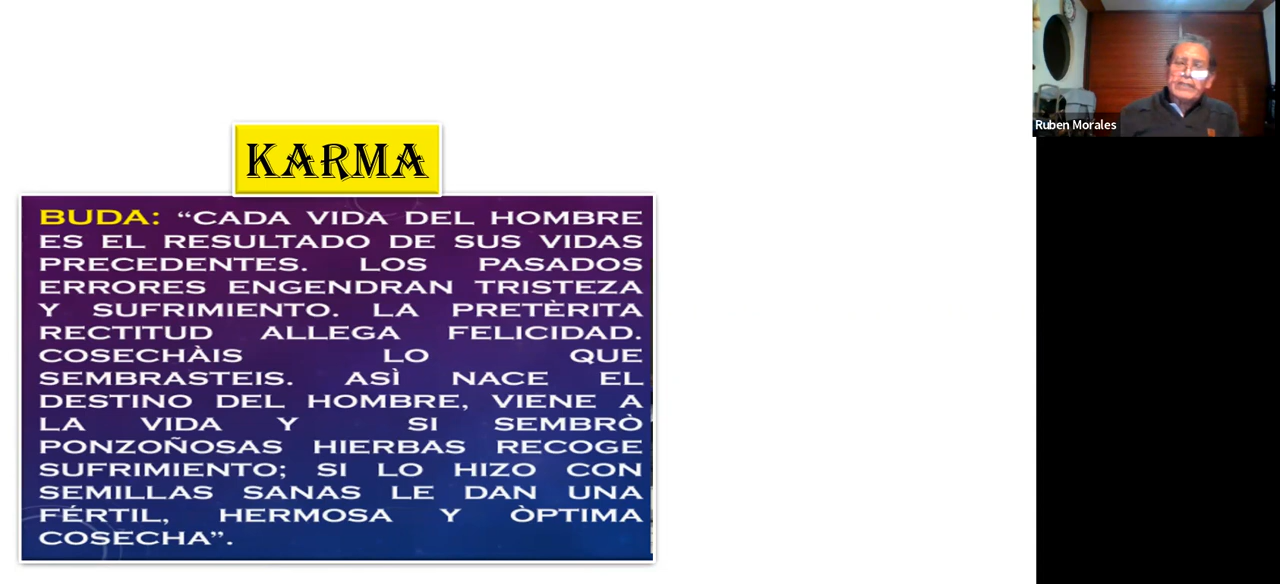 KARMA
BUDA: “CADA VIDA DEL HOMBRE
ES EL RESULTADO DE SUS VIDAS
PRECEDENTES. LOS PASADOS
ERRORES ENGENDRAN TRISTEZA
Y SUFRIMIENTO. LA PRETÈRITA
RECTITUD ALLEGA FELICIDAD.
COSECHÀIS LO QUE
SEMBRASTEIS. ASÌ NACE EL
DESTINO DEL HOMBRE, VIENE A
LA VIDA Y SI SEMBRÒ
PONZOÑOSAS HIERBAS RECOGE
SUFRIMIENTO; SI LO HIZO CON
SEMILLAS SANAS LE DAN UNA
FÉRTIL, HERMOSA Y ÒPTIMA
COSECHA”.
Ruben Morales